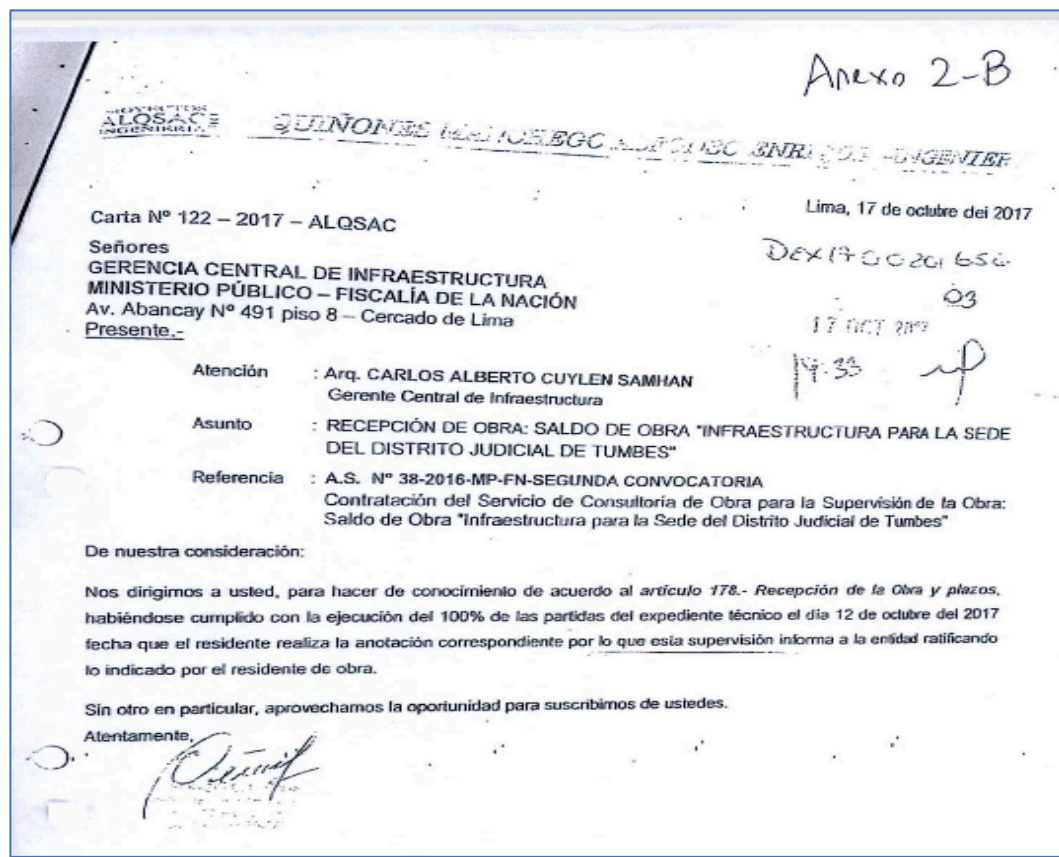 Anexo 2-B
PROYECTOS
ALQSAC
INGENIERIA
QUIÑONES
Lima, 17 de octubre del 2017
Carta Nº 122 – 2017 – ALQSAC
Señores
GERENCIA CENTRAL DE INFRAESTRUCTURA
MINISTERIO PÚBLICO – FISCALÍA DE LA NACIÓN
Av. Abancay Nº 491 piso 8 – Cercado de Lima
Presente.-
03
17 OCT 2017
14:33
Atención : Arq. CARLOS ALBERTO CUYLEN SAMHAN
Gerente Central de Infraestructura
Asunto : RECEPCIÓN DE OBRA: SALDO DE OBRA "INFRAESTRUCTURA PARA LA SEDE
DEL DISTRITO JUDICIAL DE TUMBES"
Referencia : A.S. Nº 38-2016-MP-FN-SEGUNDA CONVOCATORIA
Contratación del Servicio de Consultoría de Obra para la Supervisión de la Obra:
Saldo de Obra "Infraestructura para la Sede del Distrito Judicial de Tumbes"
De nuestra consideración:
Nos dirigimos a usted, para hacer de conocimiento de acuerdo al artículo 178.- Recepción de la Obra y plazos,
habiéndose cumplido con la ejecución del 100% de las partidas del expediente técnico el día 12 de octubre del 2017
fecha que el residente realiza la anotación correspondiente por lo que esta supervisión informa a la entidad ratificando
lo indicado por el residente de obra.
Sin otro en particular, aprovechamos la oportunidad para suscribirnos de ustedes.
Atentamente,